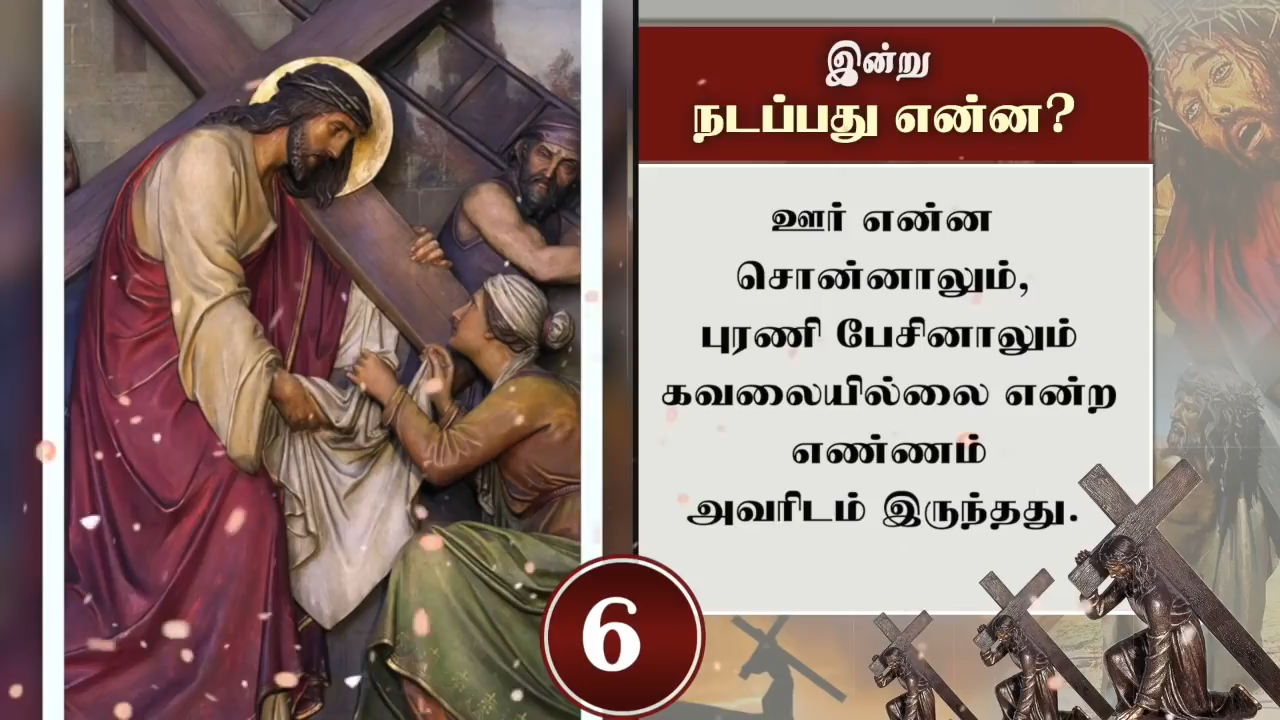 இன்று
நடப்பது என்ன?
ஊர் என்ன
சொன்னாலும்,
புரணி பேசினாலும்
கவலையில்லை என்ற
எண்ணம்
அவரிடம் இருந்தது.
6